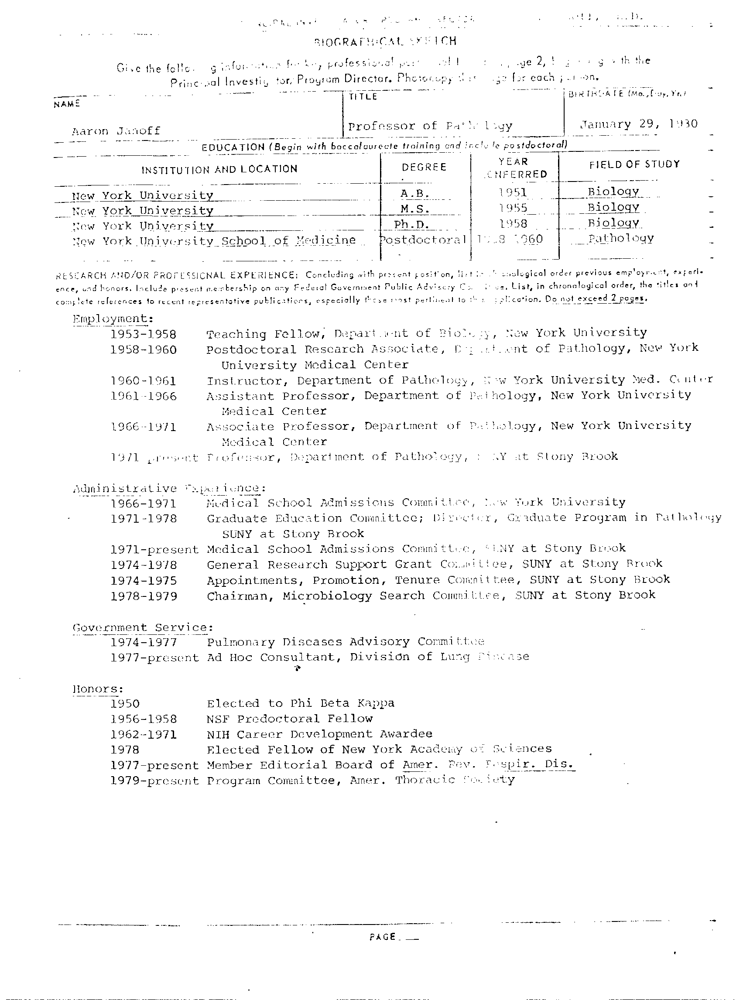 BIOGRAPHICAL SKETCH
Give the following information for key professional page 2, with the
Principal Investigator, Program Director. Photocopy page for each
NAME
TITLE
BIRTHDATE (Mo., Day, Yr.)
Aaron Janoff
Professor of Pathology
January 29, 1930
EDUCATION (Begin with baccalaureate training and include postdoctoral)
INSTITUTION AND LOCATION DEGREE YEAR CONFERRED FIELD OF STUDY
New York University A.B. 1951 Biology
New York University M.S. 1955 Biology
New York University Ph.D. 1958 Biology
New York University School of Medicine Postdoctoral 1960 Pathology
RESEARCH AND/OR PROFESSIONAL EXPERIENCE: Concluding with present position, list in chronological order previous employment, experi-
ence, and honors. Include present membership on any Federal Government Public Advisory List, in chronological order, the titles and
complete references to recent representative publications, especially those most pertinent to this application. Do not exceed 2 pages.
Employment:
1953-1958 Teaching Fellow, Department of Biology, New York University
1958-1960 Postdoctoral Research Associate, Department of Pathology, New York
University Medical Center
1960-1961 Instructor, Department of Pathology, New York University Med. Center
1961-1966 Assistant Professor, Department of Pathology, New York University
Medical Center
1966-1971 Associate Professor, Department of Pathology, New York University
Medical Center
1971 present Professor, Department of Pathology, SUNY at Stony Brook
Administrative Experience:
1966-1971 Medical School Admissions Committee, New York University
1971-1978 Graduate Education Committee; Director, Graduate Program in Pathology
SUNY at Stony Brook
1971-present Medical School Admissions Committee, SUNY at Stony Brook
1974-1978 General Research Support Grant Committee, SUNY at Stony Brook
1974-1975 Appointments, Promotion, Tenure Committee, SUNY at Stony Brook
1978-1979 Chairman, Microbiology Search Committee, SUNY at Stony Brook
Government Service:
1974-1977 Pulmonary Diseases Advisory Committee
1977-present Ad Hoc Consultant, Division of Lung Disease
Honors:
1950 Elected to Phi Beta Kappa
1956-1958 NSF Predoctoral Fellow
1962-1971 NIH Career Development Awardee
1978 Elected Fellow of New York Academy of Sciences
1977-present Member Editorial Board of Amer. Rev. Respir. Dis.
1979-present Program Committee, Amer. Thoracic Society
PAGE